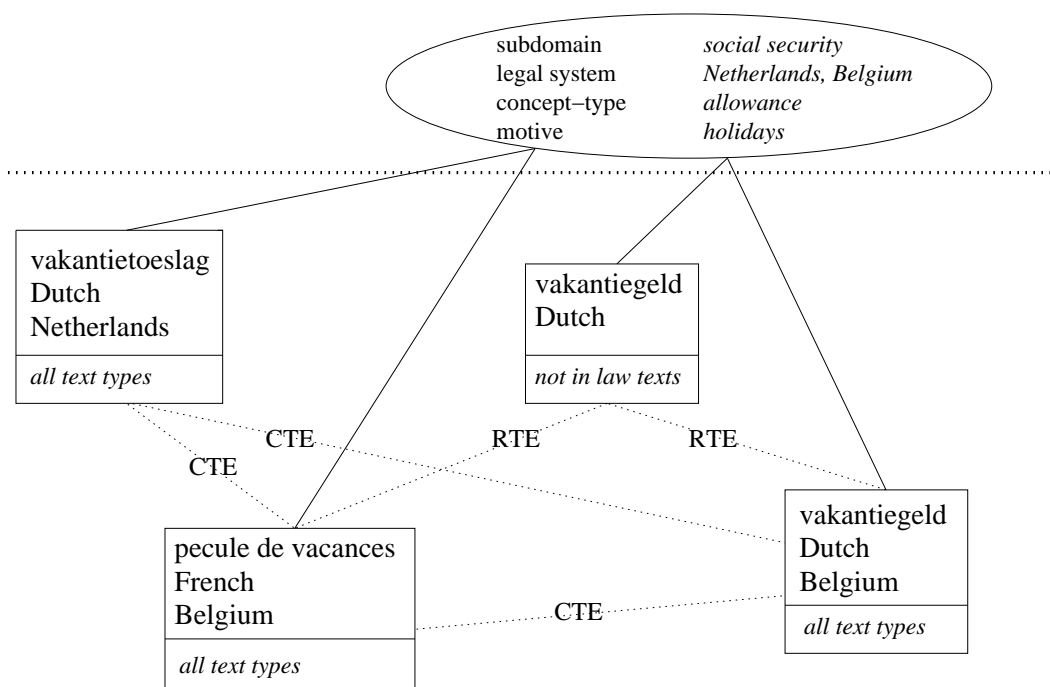 subdomain social security
legal system Netherlands, Belgium
concept−type allowance
motive holidays
vakantietoeslag
Dutch
Netherlands
all text types
vakantiegeld
Dutch
not in law texts
CTE
RTE
RTE
CTE
pecule de vacances
French
Belgium
all text types
CTE
vakantiegeld
Dutch
Belgium
all text types